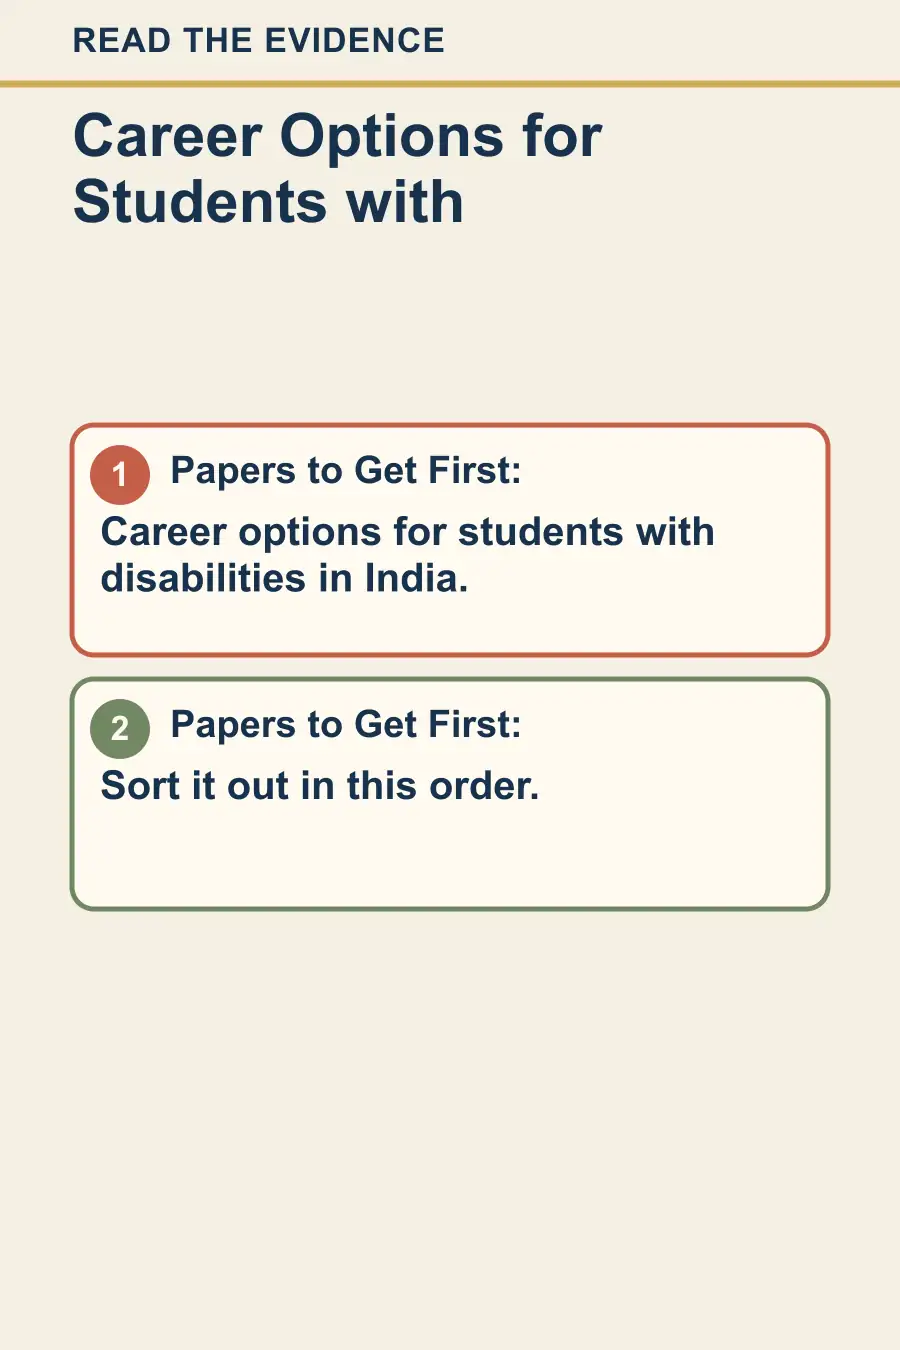 READ THE EVIDENCE
Career Options for
Students with
1 Papers to Get First:
Career options for students with
disabilities in India.
2 Papers to Get First:
Sort it out in this order.